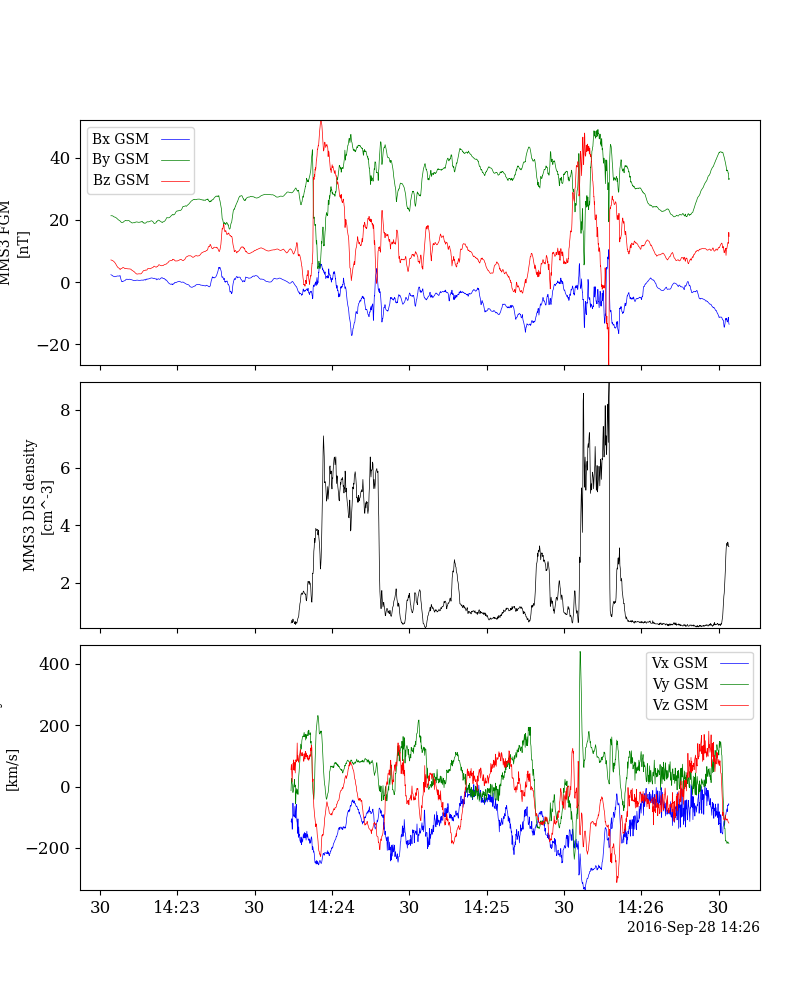 Bx GSM
By GSM
Bz GSM
40
20
0
−20
MMS3 FGM
[nT]
8
6
4
2
MMS3 DIS density
[cm^-3]
Vx GSM
Vy GSM
Vz GSM
400
200
0
−200
[km/s]
30 14:23 30 14:24 30 14:25 30 14:26 30
2016-Sep-28 14:26